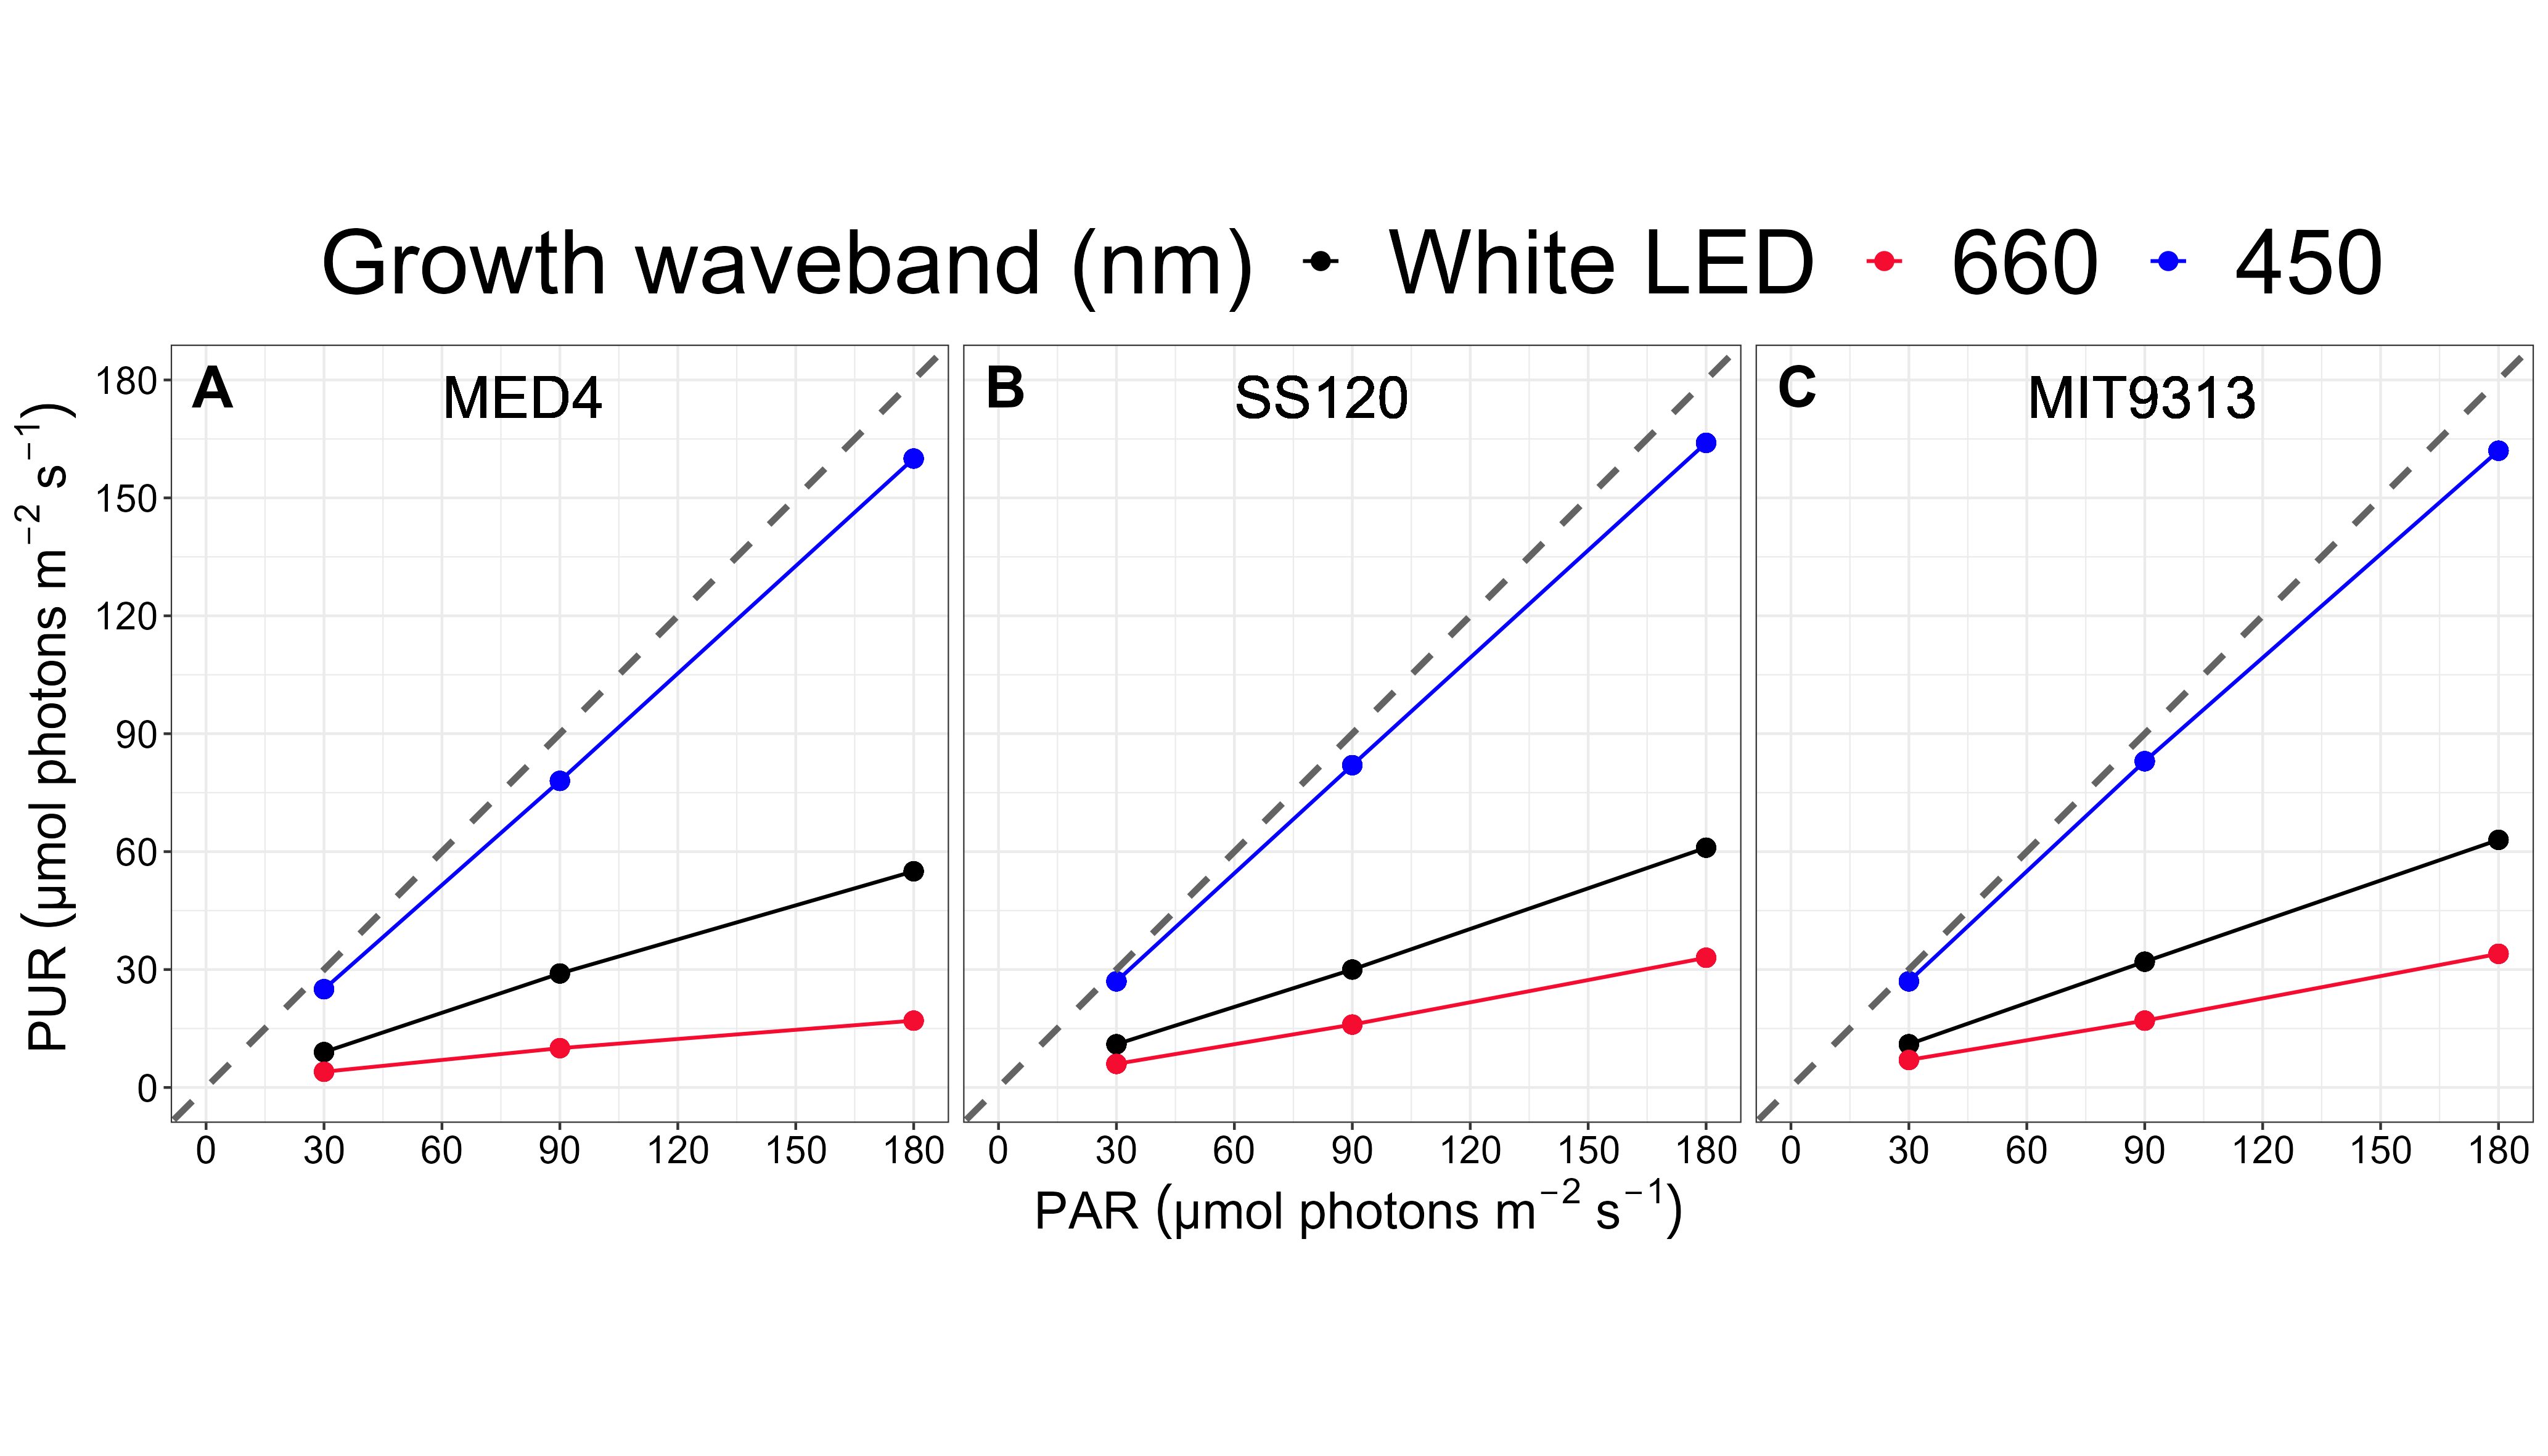 Growth waveband (nm) White LED 660 450
A MED4
B SS120
C MIT9313
PUR (µmol photons m⁻² s⁻¹)
180
150
120
90
60
30
0
0 30 60 90 120 150 180
0 30 60 90 120 150 180
0 30 60 90 120 150 180
PAR (µmol photons m⁻² s⁻¹)